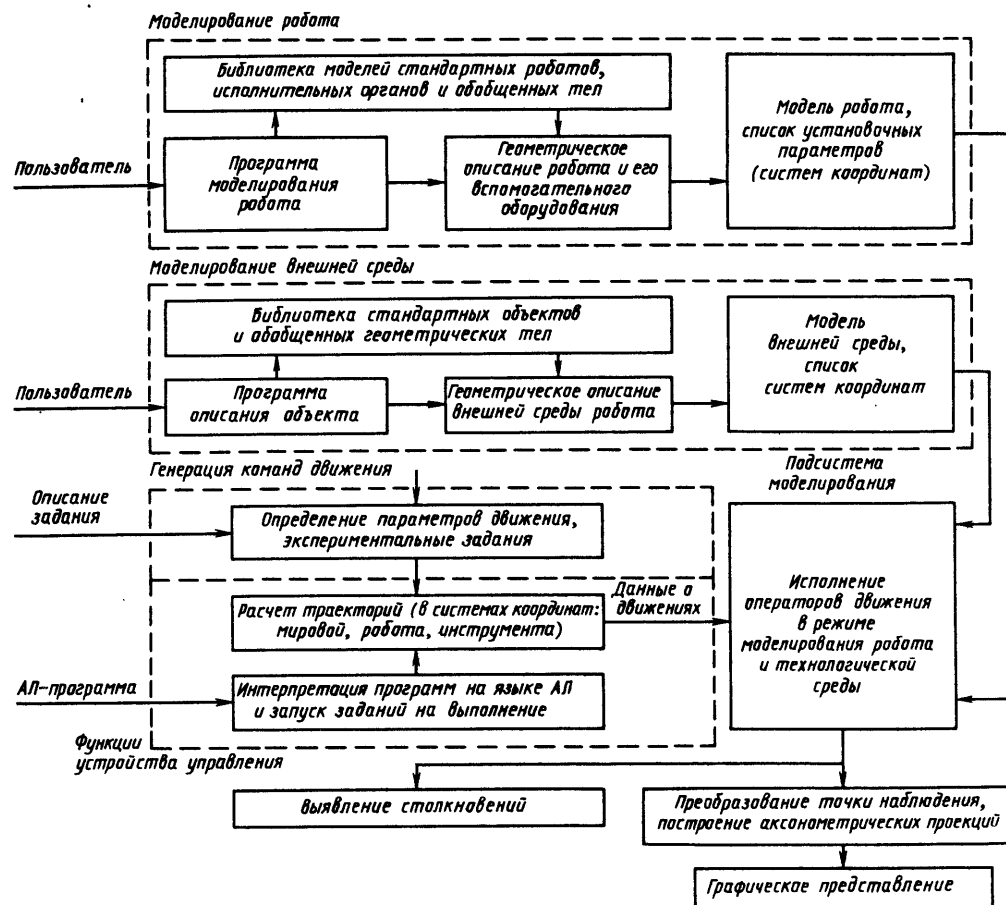 Моделирование робота
Библиотека моделей стандартных роботов,
исполнительных органов и обобщенных тел
Модель робота,
список установочных
параметров
(систем координат)
Пользователь
Программа
моделирования
робота
Геометрическое
описание робота и его
вспомогательного
оборудования
Моделирование внешней среды
Библиотека стандартных объектов
и обобщенных геометрических тел
Модель
внешней среды,
список
систем координат
Пользователь
Программа
описания объекта
Геометрическое описание
внешней среды робота
Генерация команд движения
Подсистема
моделирования
Описание
задания
Определение параметров движения,
экспериментальные задания
Расчет траекторий (в системах координат:
мировой, робота, инструмента)
Данные о
движениях
Исполнение
операторов движения
в режиме
моделирования робота
и технологической
среды
АЛ-программа
Интерпретация программ на языке АЛ
и запуск заданий на выполнение
Функции
устройства управления
Выявление столкновений
Преобразование точки наблюдения,
построение аксонометрических проекций
Графическое представление